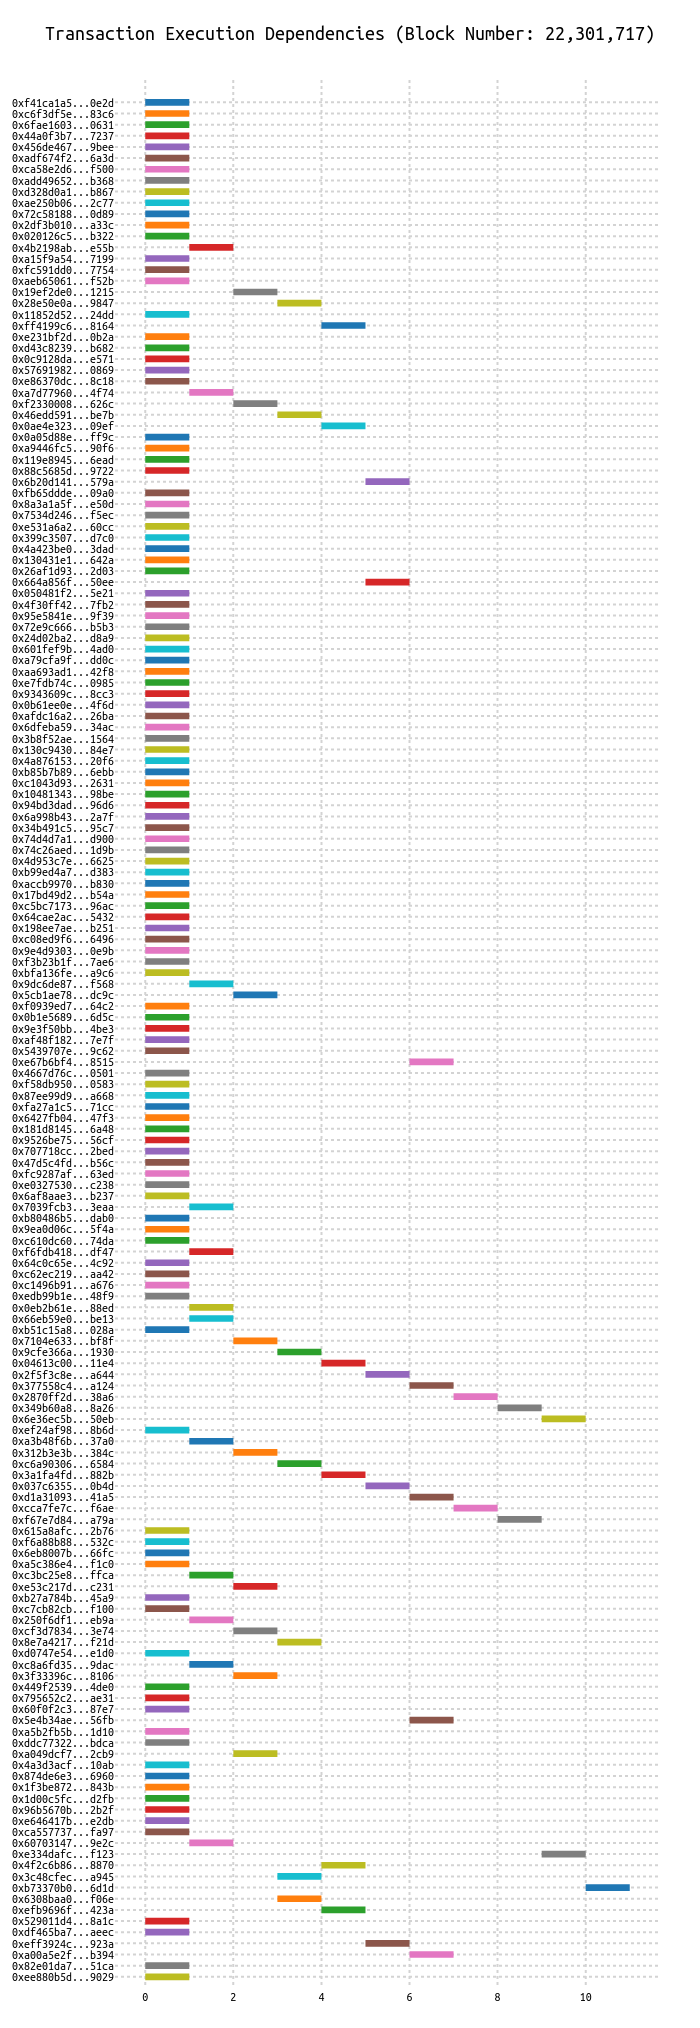 Transaction Execution Dependencies (Block Number: 22,301,717)
0xf41ca1a5...0e2d
0xc6f3df5e...83c6
0x6fae1603...0631
0x44a0f3b7...7237
0x456de467...9bee
0xadf674f2...6a3d
0xca58e2d6...f500
0xadd49652...b368
0xd328d0a1...b867
0xae250b06...2c77
0x72c58188...0d89
0x2df3b010...a33c
0x020126c5...b322
0x4b2198ab...e55b
0xa15f9a54...7199
0xfc591dd0...7754
0xaeb65061...f52b
0x19ef2de0...1215
0x28e50e0a...9847
0x11852d52...24dd
0xff4199c6...8164
0xe231bf2d...0b2a
0xd43c8239...b682
0x0c9128da...e571
0x57691982...0869
0xe86370dc...8c18
0xa7d77960...4f74
0xf2330008...626c
0x46edd591...be7b
0x0ae4e323...09ef
0x0a05d88e...ff9c
0xa9446fc5...90f6
0x119e8945...6ead
0x88c5685d...9722
0x6b20d141...579a
0xfb65ddde...09a0
0x8a3a1a5f...e50d
0x7534d246...f5ec
0xe531a6a2...60cc
0x399c3507...d7c0
0x4a423be0...3dad
0x130431e1...642a
0x26af1d93...2d03
0x664a856f...50ee
0x050481f2...5e21
0x4f30ff42...7fb2
0x95e5841e...9f39
0x72e9c666...b5b3
0x24d02ba2...d8a9
0x601fef9b...4ad0
0xa79cfa9f...dd0c
0xaa693ad1...42f8
0xe7fdb74c...0985
0x9343609c...8cc3
0x0b61ee0e...4f6d
0xafdc16a2...26ba
0x6dfeba59...34ac
0x3b8f52ae...1564
0x130c9430...84e7
0x4a876153...20f6
0xb85b7b89...6ebb
0xc1043d93...2631
0x10481343...98be
0x94bd3dad...96d6
0x6a998b43...2a7f
0x34b491c5...95c7
0x74d4d7a1...d900
0x74c26aed...1d9b
0x4d953c7e...6625
0xb99ed4a7...d383
0xaccb9970...b830
0x17bd49d2...b54a
0xc5bc7173...96ac
0x64cae2ac...5432
0x198ee7ae...b251
0xc08ed9f6...6496
0x9e4d9303...0e9b
0xf3b23b1f...7ae6
0xbfa136fe...a9c6
0x9dc6de87...f568
0x5cb1ae78...dc9c
0xf0939ed7...64c2
0x0b1e5689...6d5c
0x9e3f50bb...4be3
0xaf48f182...7e7f
0x5439707e...9c62
0xe67b6bf4...8515
0x4667d76c...0501
0xf58db950...0583
0x87ee99d9...a668
0xfa27a1c5...71cc
0x6427fb04...47f3
0x181d8145...6a48
0x9526be75...56cf
0x707718cc...2bed
0x47d5c4fd...b56c
0xfc9287af...63ed
0xe0327530...c238
0x6af8aae3...b237
0x7039fcb3...3eaa
0xb80486b5...dab0
0x9ea0d06c...5f4a
0xc610dc60...74da
0xf6fdb418...df47
0x64c0c65e...4c92
0xc62ec219...aa42
0xc1496b91...a676
0xedb99b1e...48f9
0x0eb2b61e...88ed
0x66eb59e0...be13
0xb51c15a8...028a
0x7104e633...bf8f
0x9cfe366a...1930
0x04613c00...11e4
0x2f5f3c8e...a644
0x377558c4...a124
0x2870ff2d...38a6
0x349b60a8...8a26
0x6e36ec5b...50eb
0xef24af98...8b6d
0xa3b48f6b...37a0
0x312b3e3b...384c
0xc6a90306...6584
0x3a1fa4fd...882b
0x037c6355...0b4d
0xd1a31093...41a5
0xcca7fe7c...f6ae
0xf67e7d84...a79a
0x615a8afc...2b76
0xf6a88b88...532c
0x6eb8007b...66fc
0xa5c386e4...f1c0
0xc3bc25e8...ffca
0xe53c217d...c231
0xb27a784b...45a9
0xc7cb82cb...f100
0x250f6df1...eb9a
0xcf3d7834...3e74
0x8e7a4217...f21d
0xd0747e54...e1d0
0xc8a6fd35...9dac
0x3f33396c...8106
0x449f2539...4de0
0x795652c2...ae31
0x60f0f2c3...87e7
0x5e4b34ae...56fb
0xa5b2fb5b...1d10
0xddc77322...bdca
0xa049dcf7...2cb9
0x4a3d3acf...10ab
0x874de6e3...6960
0x1f3be872...843b
0x1d00c5fc...d2fb
0x96b5670b...2b2f
0xe646417b...e2db
0xca557737...fa97
0x60703147...9e2c
0xe334dafc...f123
0x4f2c6b86...8870
0x3c48cfec...a945
0xb73370b0...6d1d
0x6308baa0...f06e
0xefb9696f...423a
0x529011d4...8a1c
0xdf465ba7...aeec
0xeff3924c...923a
0xa00a5e2f...b394
0x82e01da7...51ca
0xee880b5d...9029
0 2 4 6 8 10